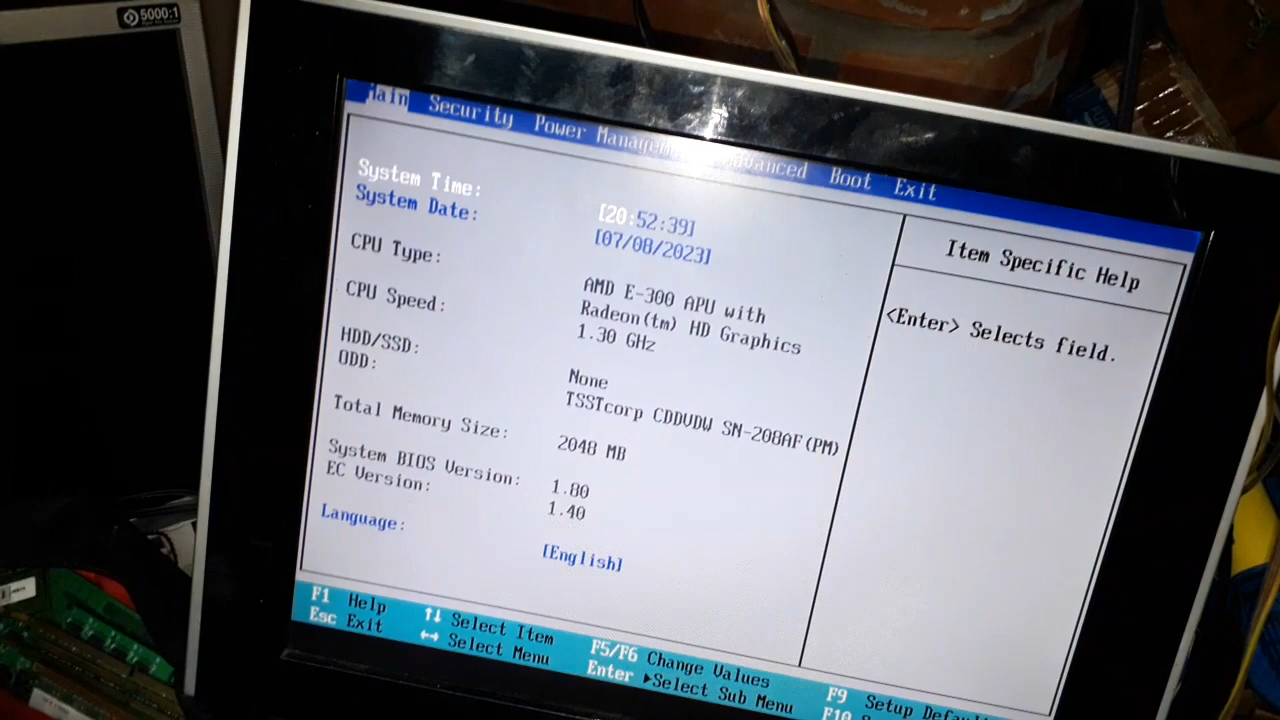 5000:1
Main Security Power Management Advanced Boot Exit
System Time: [20:52:39]
System Date: [07/08/2023]
CPU Type: AMD E-300 APU with
Radeon(tm) HD Graphics
CPU Speed: 1.30 GHz
HDD/SSD: None
ODD: TSSTcorp CDDVDW SN-208AF(PM)
Total Memory Size: 2048 MB
System BIOS Version: 1.80
EC Version: 1.40
Language: [English]
Item Specific Help
<Enter> Selects field.
F1 Help ↑↓ Select Item F5/F6 Change Values F9 Setup
Esc Exit ↔ Select Menu Enter ▶Select Sub Menu F10